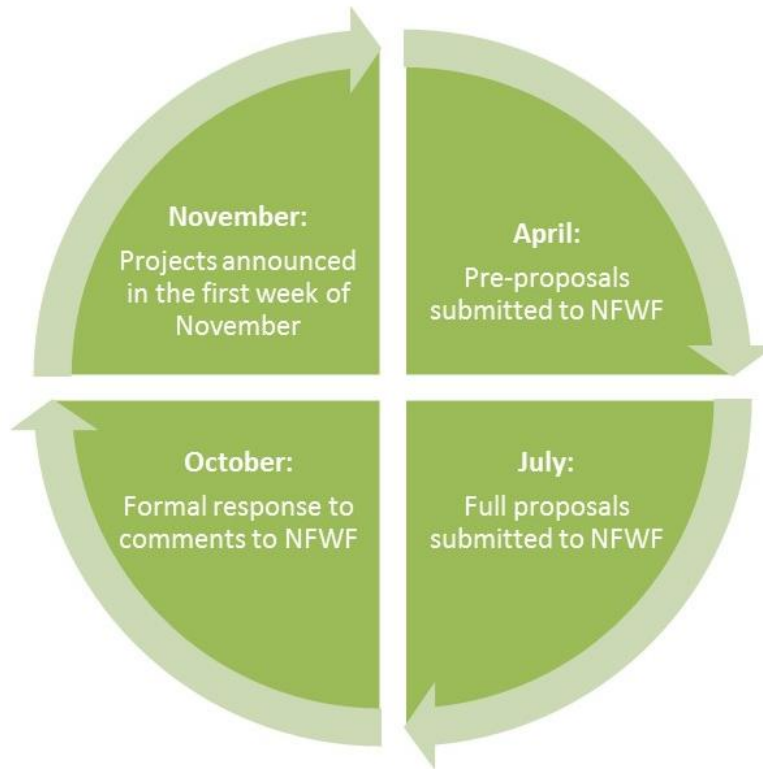 November:
Projects announced
in the first week of
November
April:
Pre-proposals
submitted to NFWF
October:
Formal response to
comments to NFWF
July:
Full proposals
submitted to NFWF